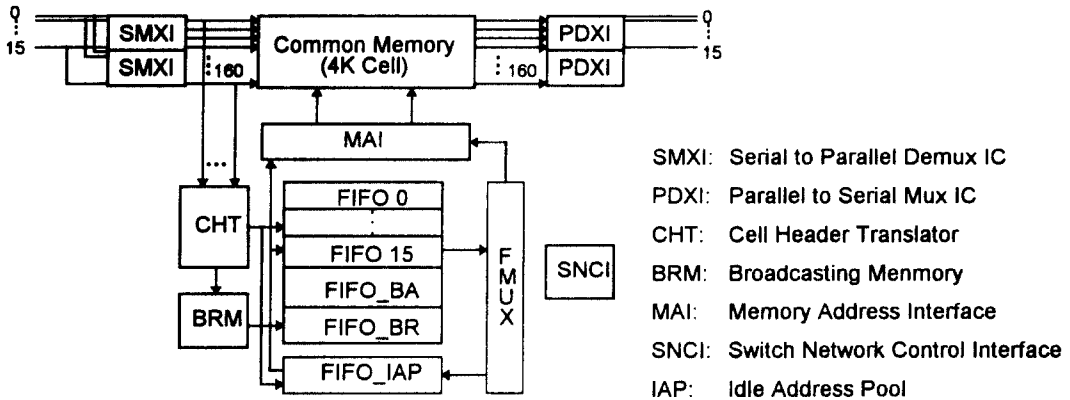 0
⋮
15
SMXI
SMXI
⋮160
Common Memory
(4K Cell)
⋮160
PDXI
PDXI
0
⋮
15
MAI
...
CHT
BRM
FIFO 0
⋮
FIFO 15
FIFO_BA
FIFO_BR
FIFO_IAP
FMUX
SNCI
SMXI: Serial to Parallel Demux IC
PDXI: Parallel to Serial Mux IC
CHT: Cell Header Translator
BRM: Broadcasting Menmory
MAI: Memory Address Interface
SNCI: Switch Network Control Interface
IAP: Idle Address Pool